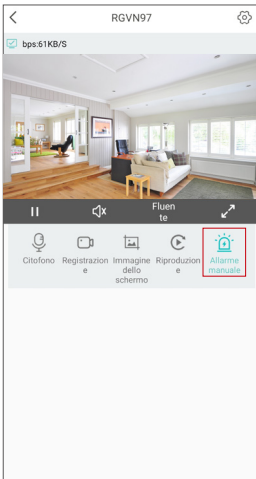 RGVN97
bps:61KB/S
Fluen
te
Citofono
Registrazion
e
Immagine
dello
schermo
Riproduzion
e
Allarme
manuale